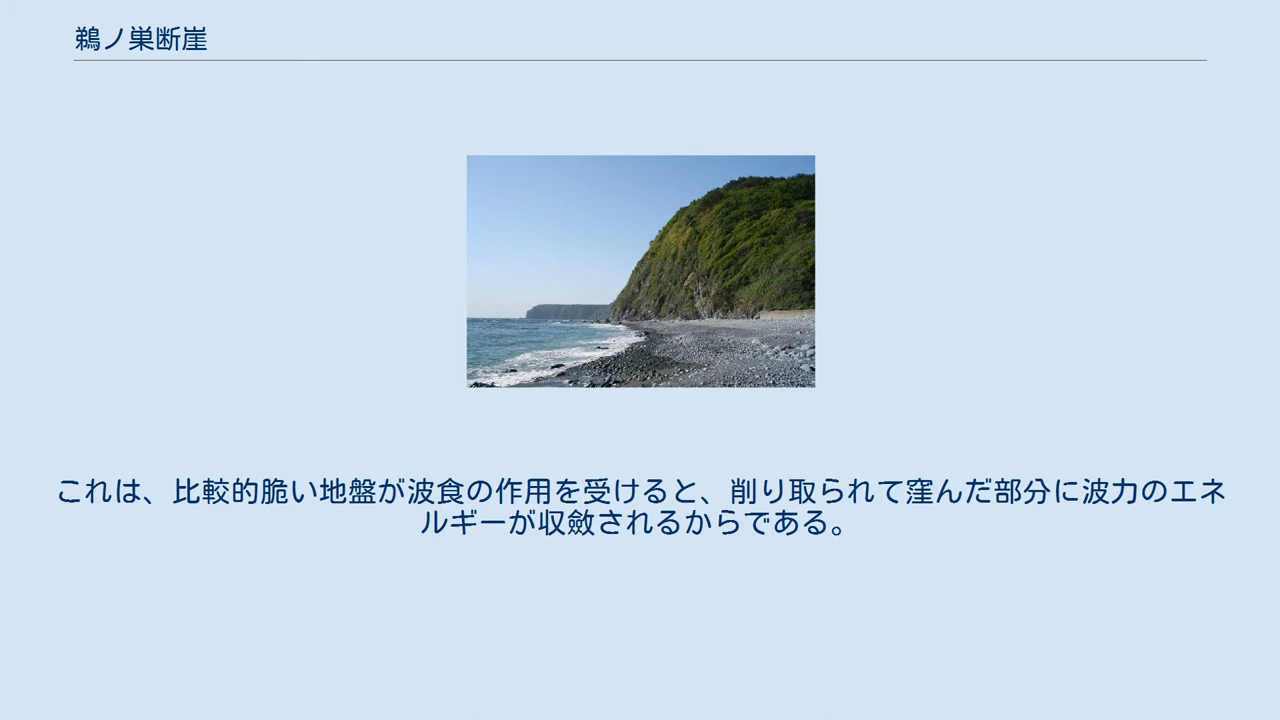 鵜ノ巣断崖
これは、比較的脆い地盤が波食の作用を受けると、削り取られて窪んだ部分に波力のエネ
ルギーが収斂されるからである。